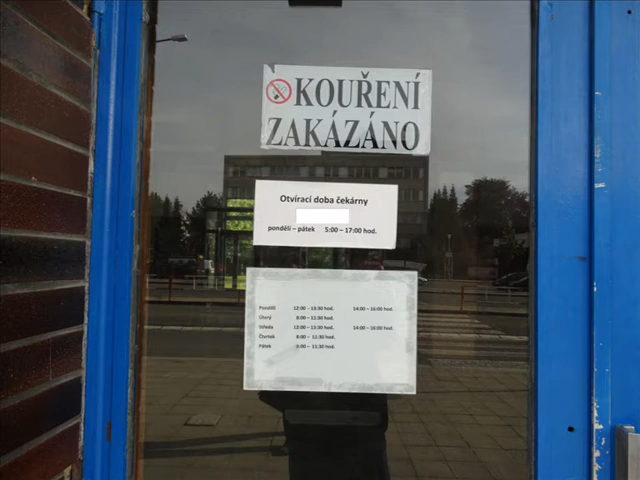 KOUŘENÍ
ZAKÁZÁNO
Otvírací doba čekárny
pondělí – pátek 5:00 – 17:00 hod.
Pondělí 12:00 – 13:30 hod. 14:00 – 16:00 hod.
Úterý 8:00 – 11:30 hod.
Středa 12:00 – 13:30 hod. 14:00 – 16:00 hod.
Čtvrtek 8:00 – 11:30 hod.
Pátek 8:00 – 11:30 hod.